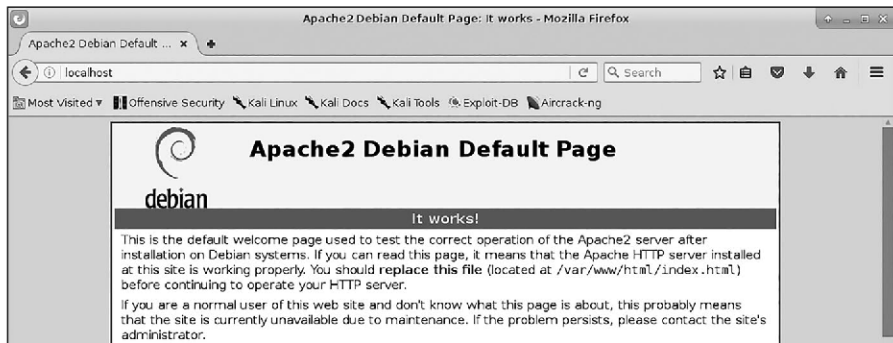 Apache2 Debian Default Page: It works - Mozilla Firefox
Apache2 Debian Default ...
localhost
Search
Most Visited
Offensive Security
Kali Linux
Kali Docs
Kali Tools
Exploit-DB
Aircrack-ng
debian
Apache2 Debian Default Page
It works!
This is the default welcome page used to test the correct operation of the Apache2 server after
installation on Debian systems. If you can read this page, it means that the Apache HTTP server installed
at this site is working properly. You should replace this file (located at /var/www/html/index.html)
before continuing to operate your HTTP server.
If you are a normal user of this web site and don't know what this page is about, this probably means
that the site is currently unavailable due to maintenance. If the problem persists, please contact the site's
administrator.